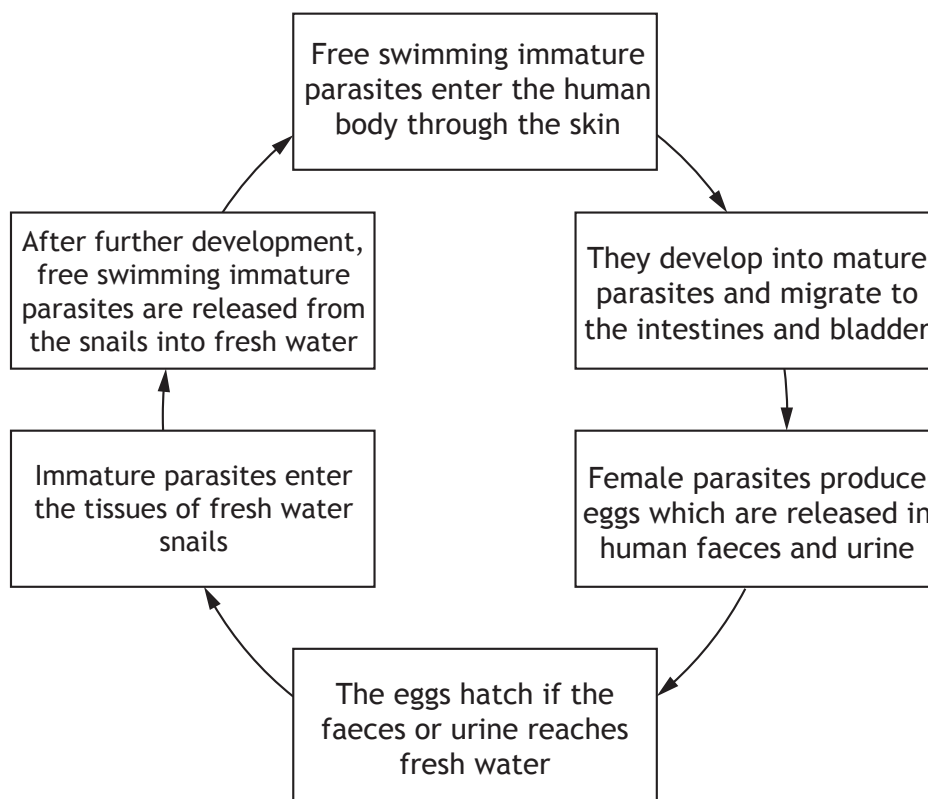 Free swimming immature
parasites enter the human
body through the skin
They develop into mature
parasites and migrate to
the intestines and bladder
Female parasites produce
eggs which are released in
human faeces and urine
The eggs hatch if the
faeces or urine reaches
fresh water
Immature parasites enter
the tissues of fresh water
snails
After further development,
free swimming immature
parasites are released from
the snails into fresh water